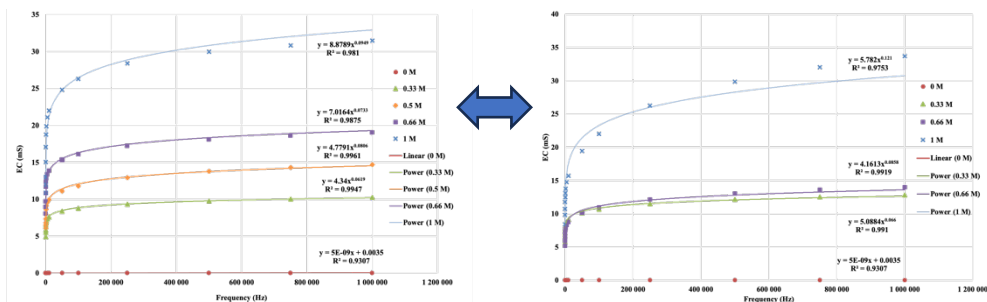 35
30
25
20
15
10
5
0
EC (mS)
0
200 000
400 000
600 000
800 000
1 000 000
1 200 000
Frequency (Hz)
y = 8.8789x^0.0949
R² = 0.981
y = 7.0164x^0.0733
R² = 0.9875
y = 4.7791x^0.0806
R² = 0.9961
y = 4.34x^0.0619
R² = 0.9947
y = 5E-09x + 0.0035
R² = 0.9307
0 M
0.33 M
0.5 M
0.66 M
1 M
Linear (0 M)
Power (0.33 M)
Power (0.5 M)
Power (0.66 M)
Power (1 M)
40
35
30
25
20
15
10
5
0
EC (mS)
0
200 000
400 000
600 000
800 000
1 000 000
1 200 000
Frequency (Hz)
y = 5.782x^0.121
R² = 0.9753
y = 4.1613x^0.0858
R² = 0.9919
y = 5.0884x^0.066
R² = 0.991
y = 5E-09x + 0.0035
R² = 0.9307
0 M
0.33 M
0.66 M
1 M
Linear (0 M)
Power (0.33 M)
Power (0.66 M)
Power (1 M)